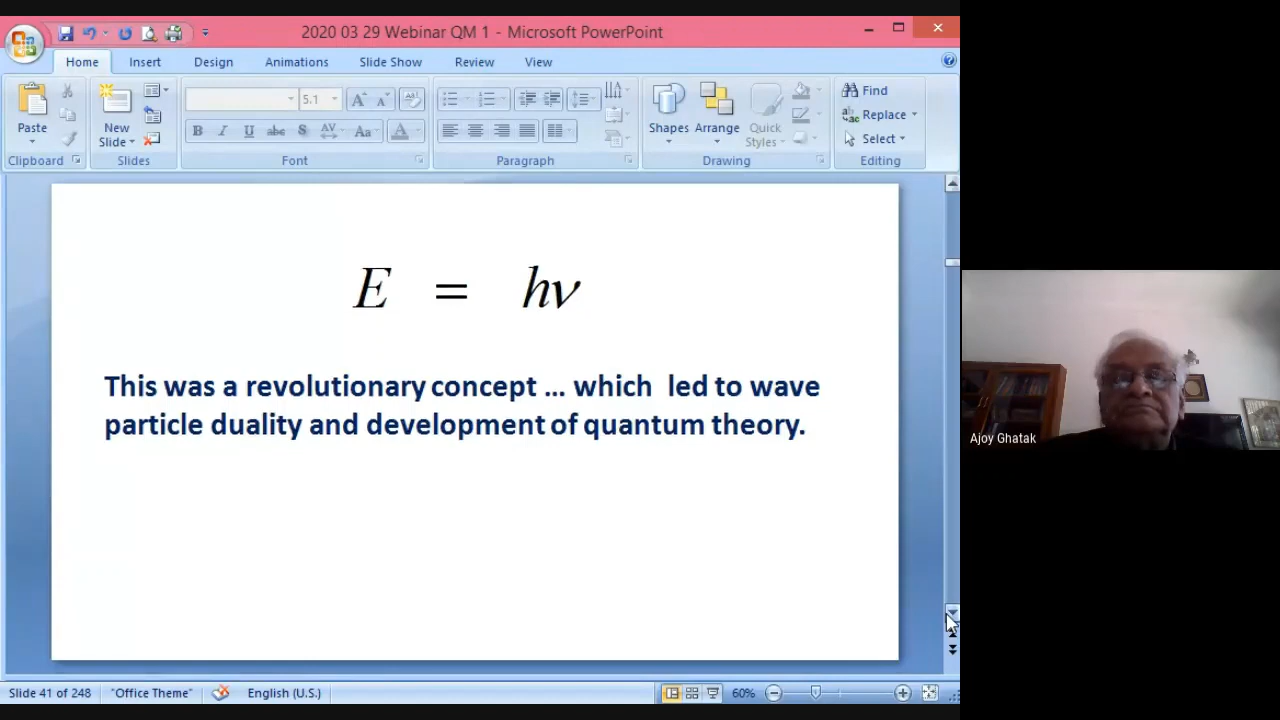 2020 03 29 Webinar QM 1 - Microsoft PowerPoint
Home Insert Design Animations Slide Show Review View
Paste
New
Slide
5.1
Shapes Arrange Quick
Styles
Find
Replace
Select
Clipboard Slides Font Paragraph Drawing Editing
E = hν
This was a revolutionary concept ... which led to wave
particle duality and development of quantum theory.
Ajoy Ghatak
Slide 41 of 248 "Office Theme" English (U.S.) 60%